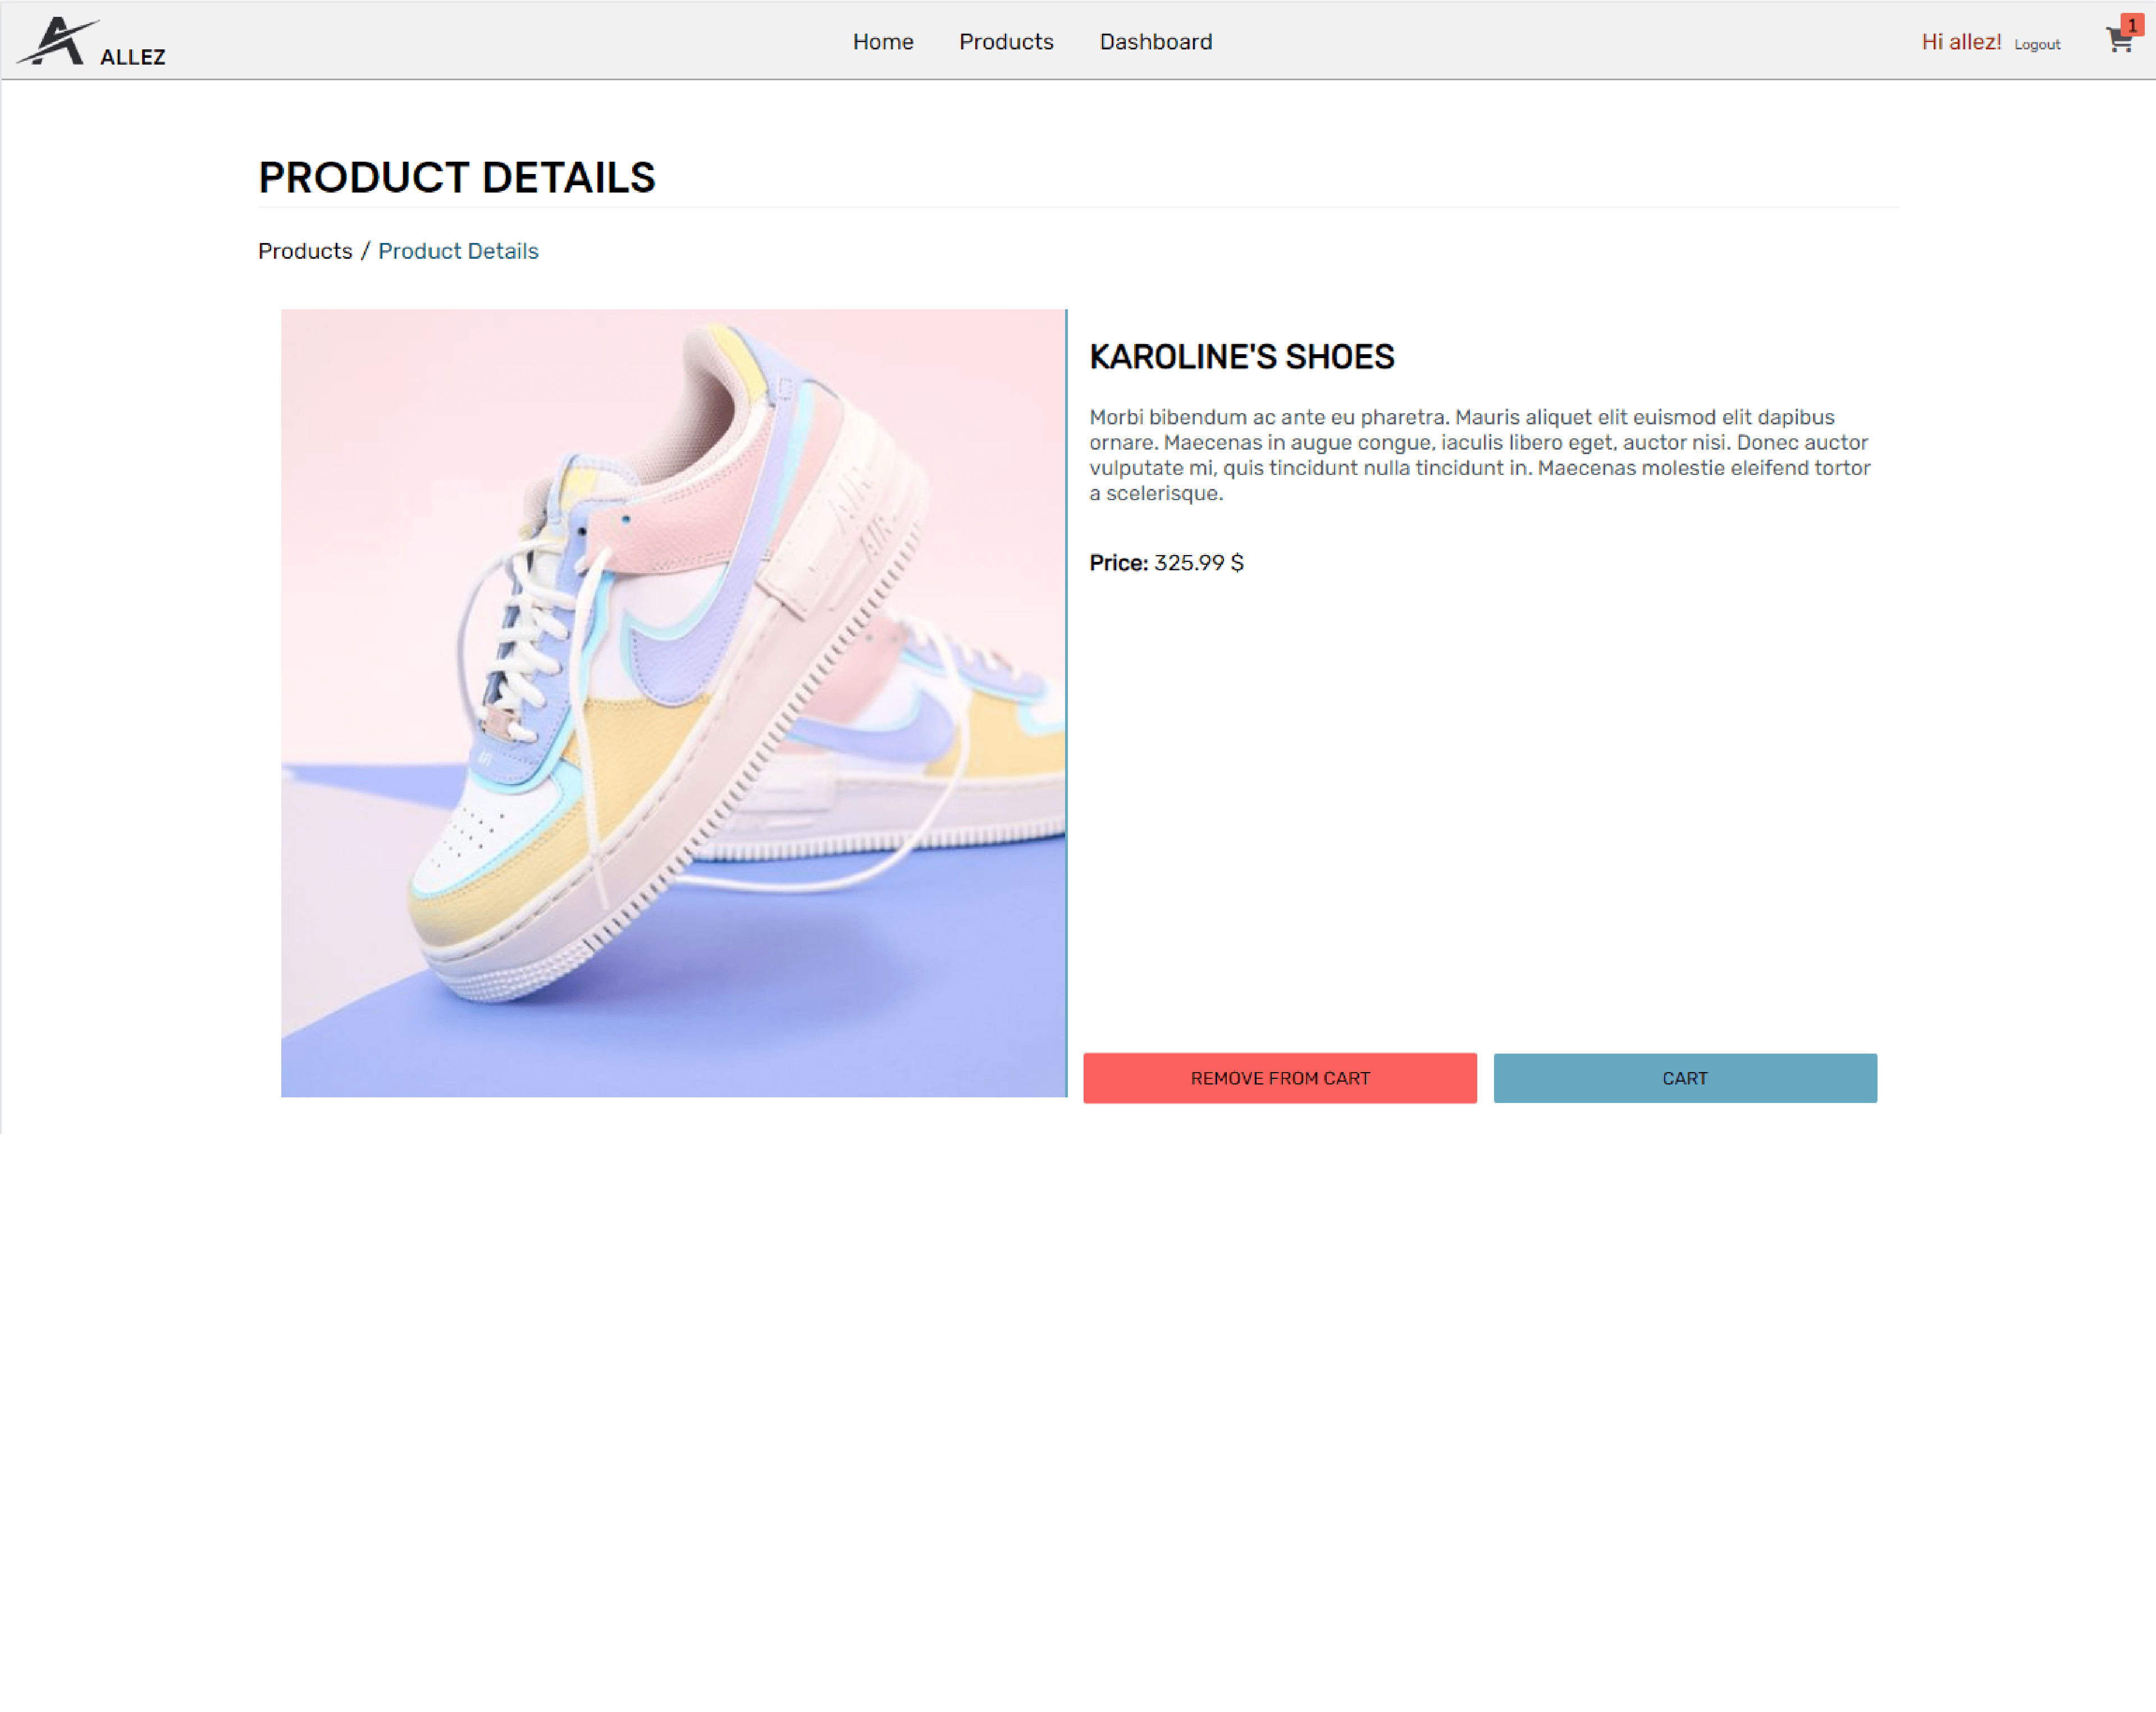 ALLEZ
Home Products Dashboard
Hi allez! Logout
1
PRODUCT DETAILS
Products / Product Details
AIR
AIR
KAROLINE'S SHOES
Morbi bibendum ac ante eu pharetra. Mauris aliquet elit euismod elit dapibus
ornare. Maecenas in augue congue, iaculis libero eget, auctor nisi. Donec auctor
vulputate mi, quis tincidunt nulla tincidunt in. Maecenas molestie eleifend tortor
a scelerisque.
Price: 325.99 $
REMOVE FROM CART
CART